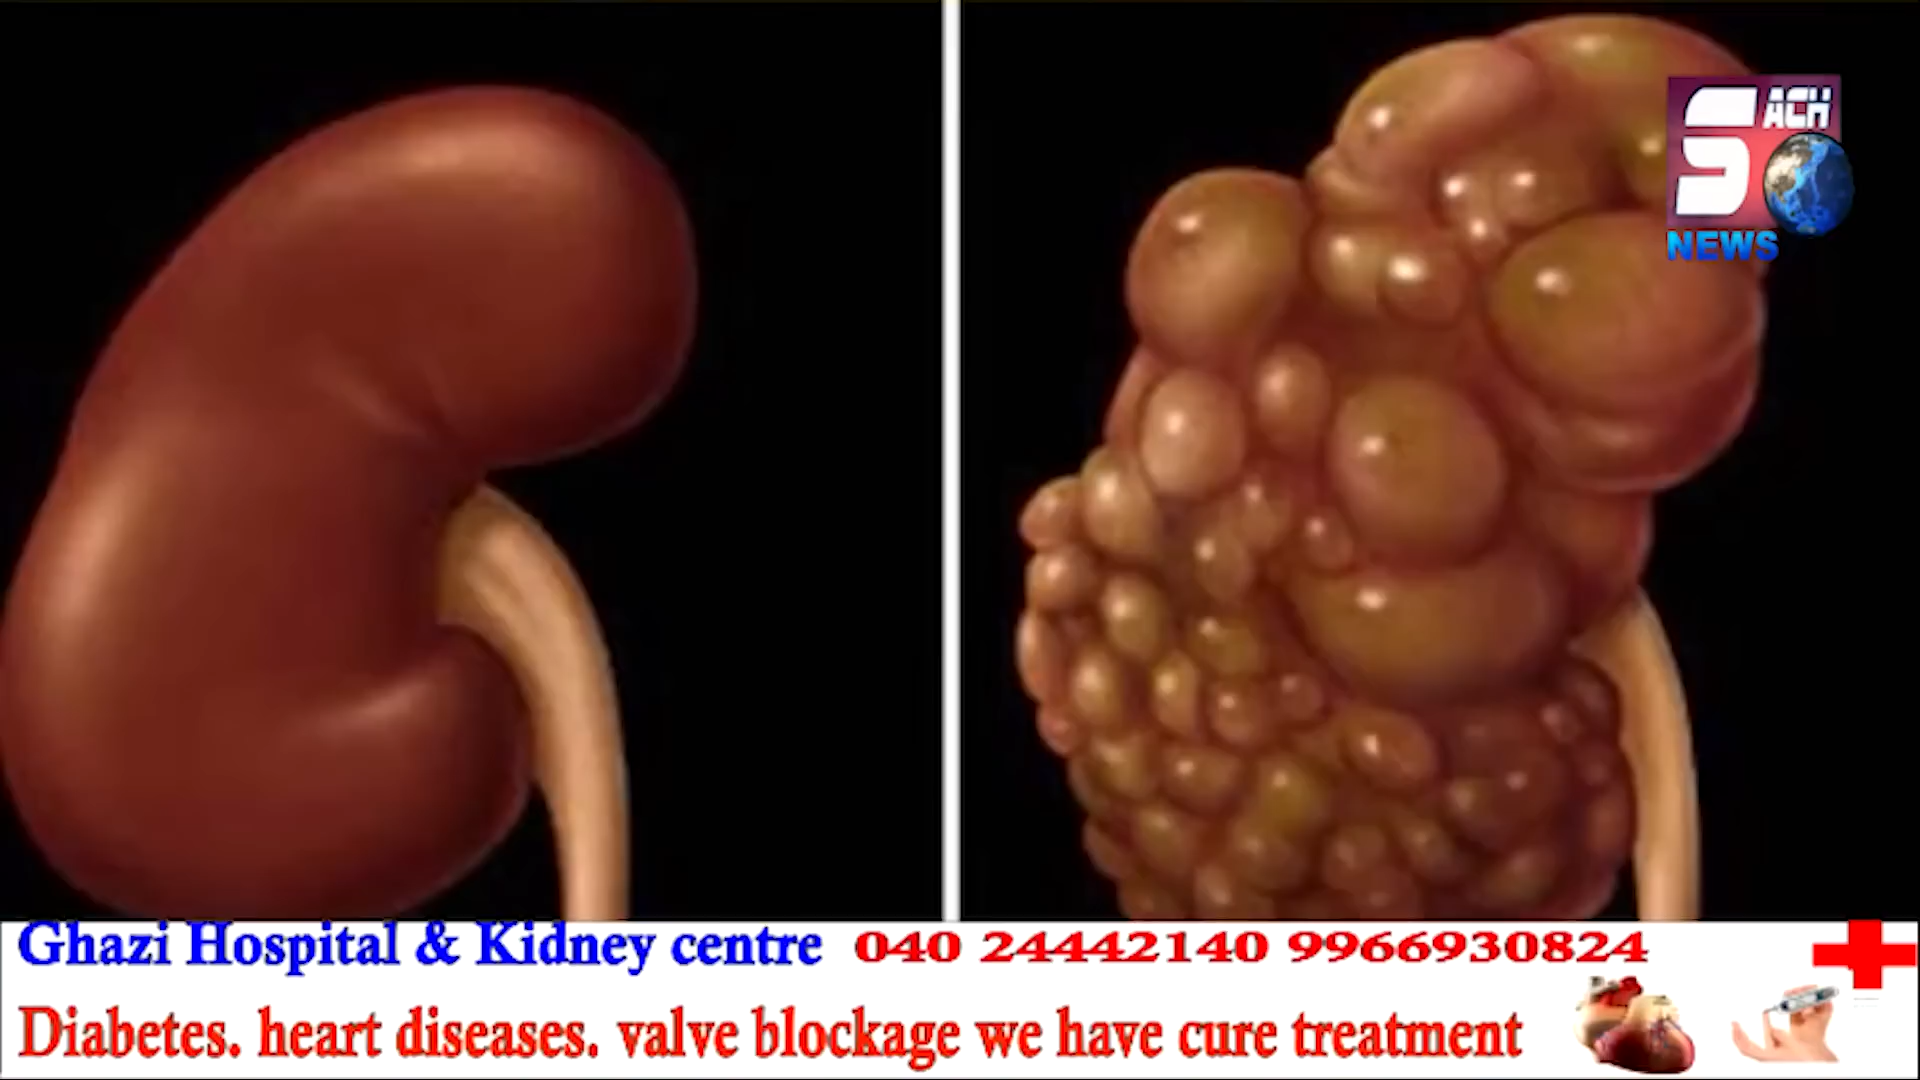 SACH
NEWS
Ghazi Hospital & Kidney centre 040 24442140 9966930824
Diabetes. heart diseases. valve blockage we have cure treatment